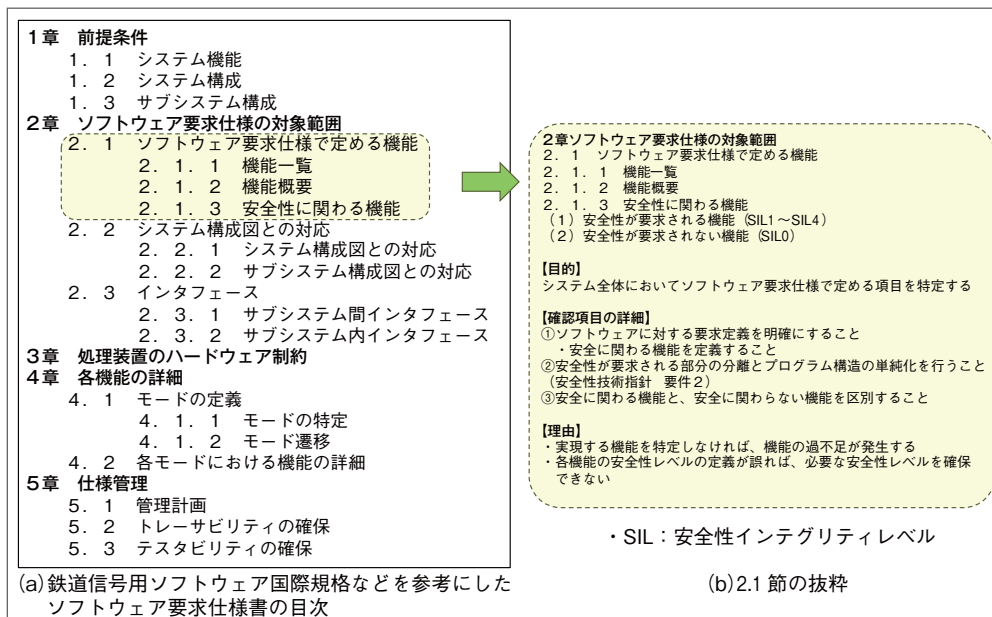 1章 前提条件
1．1 システム機能
1．2 システム構成
1．3 サブシステム構成
2章 ソフトウェア要求仕様の対象範囲
2．1 ソフトウェア要求仕様で定める機能
2．1．1 機能一覧
2．1．2 機能概要
2．1．3 安全性に関わる機能
2．2 システム構成図との対応
2．2．1 システム構成図との対応
2．2．2 サブシステム構成図との対応
2．3 インタフェース
2．3．1 サブシステム間インタフェース
2．3．2 サブシステム内インタフェース
3章 処理装置のハードウェア制約
4章 各機能の詳細
4．1 モードの定義
4．1．1 モードの特定
4．1．2 モード遷移
4．2 各モードにおける機能の詳細
5章 仕様管理
5．1 管理計画
5．2 トレーサビリティの確保
5．3 テスタビリティの確保
(a)鉄道信号用ソフトウェア国際規格などを参考にした
ソフトウェア要求仕様書の目次
2章ソフトウェア要求仕様の対象範囲
2．1 ソフトウェア要求仕様で定める機能
2．1．1 機能一覧
2．1．2 機能概要
2．1．3 安全性に関わる機能
（1）安全性が要求される機能（SIL1～SIL4）
（2）安全性が要求されない機能（SIL0）
【目的】
システム全体においてソフトウェア要求仕様で定める項目を特定する
【確認項目の詳細】
①ソフトウェアに対する要求定義を明確にすること
・安全に関わる機能を定義すること
②安全性が要求される部分の分離とプログラム構造の単純化を行うこと
（安全性技術指針 要件2）
③安全に関わる機能と、安全に関わらない機能を区別すること
【理由】
・実現する機能を特定しなければ、機能の過不足が発生する
・各機能の安全性レベルの定義が誤れば、必要な安全性レベルを確保
できない
・SIL：安全性インテグリティレベル
(b)2.1 節の抜粋